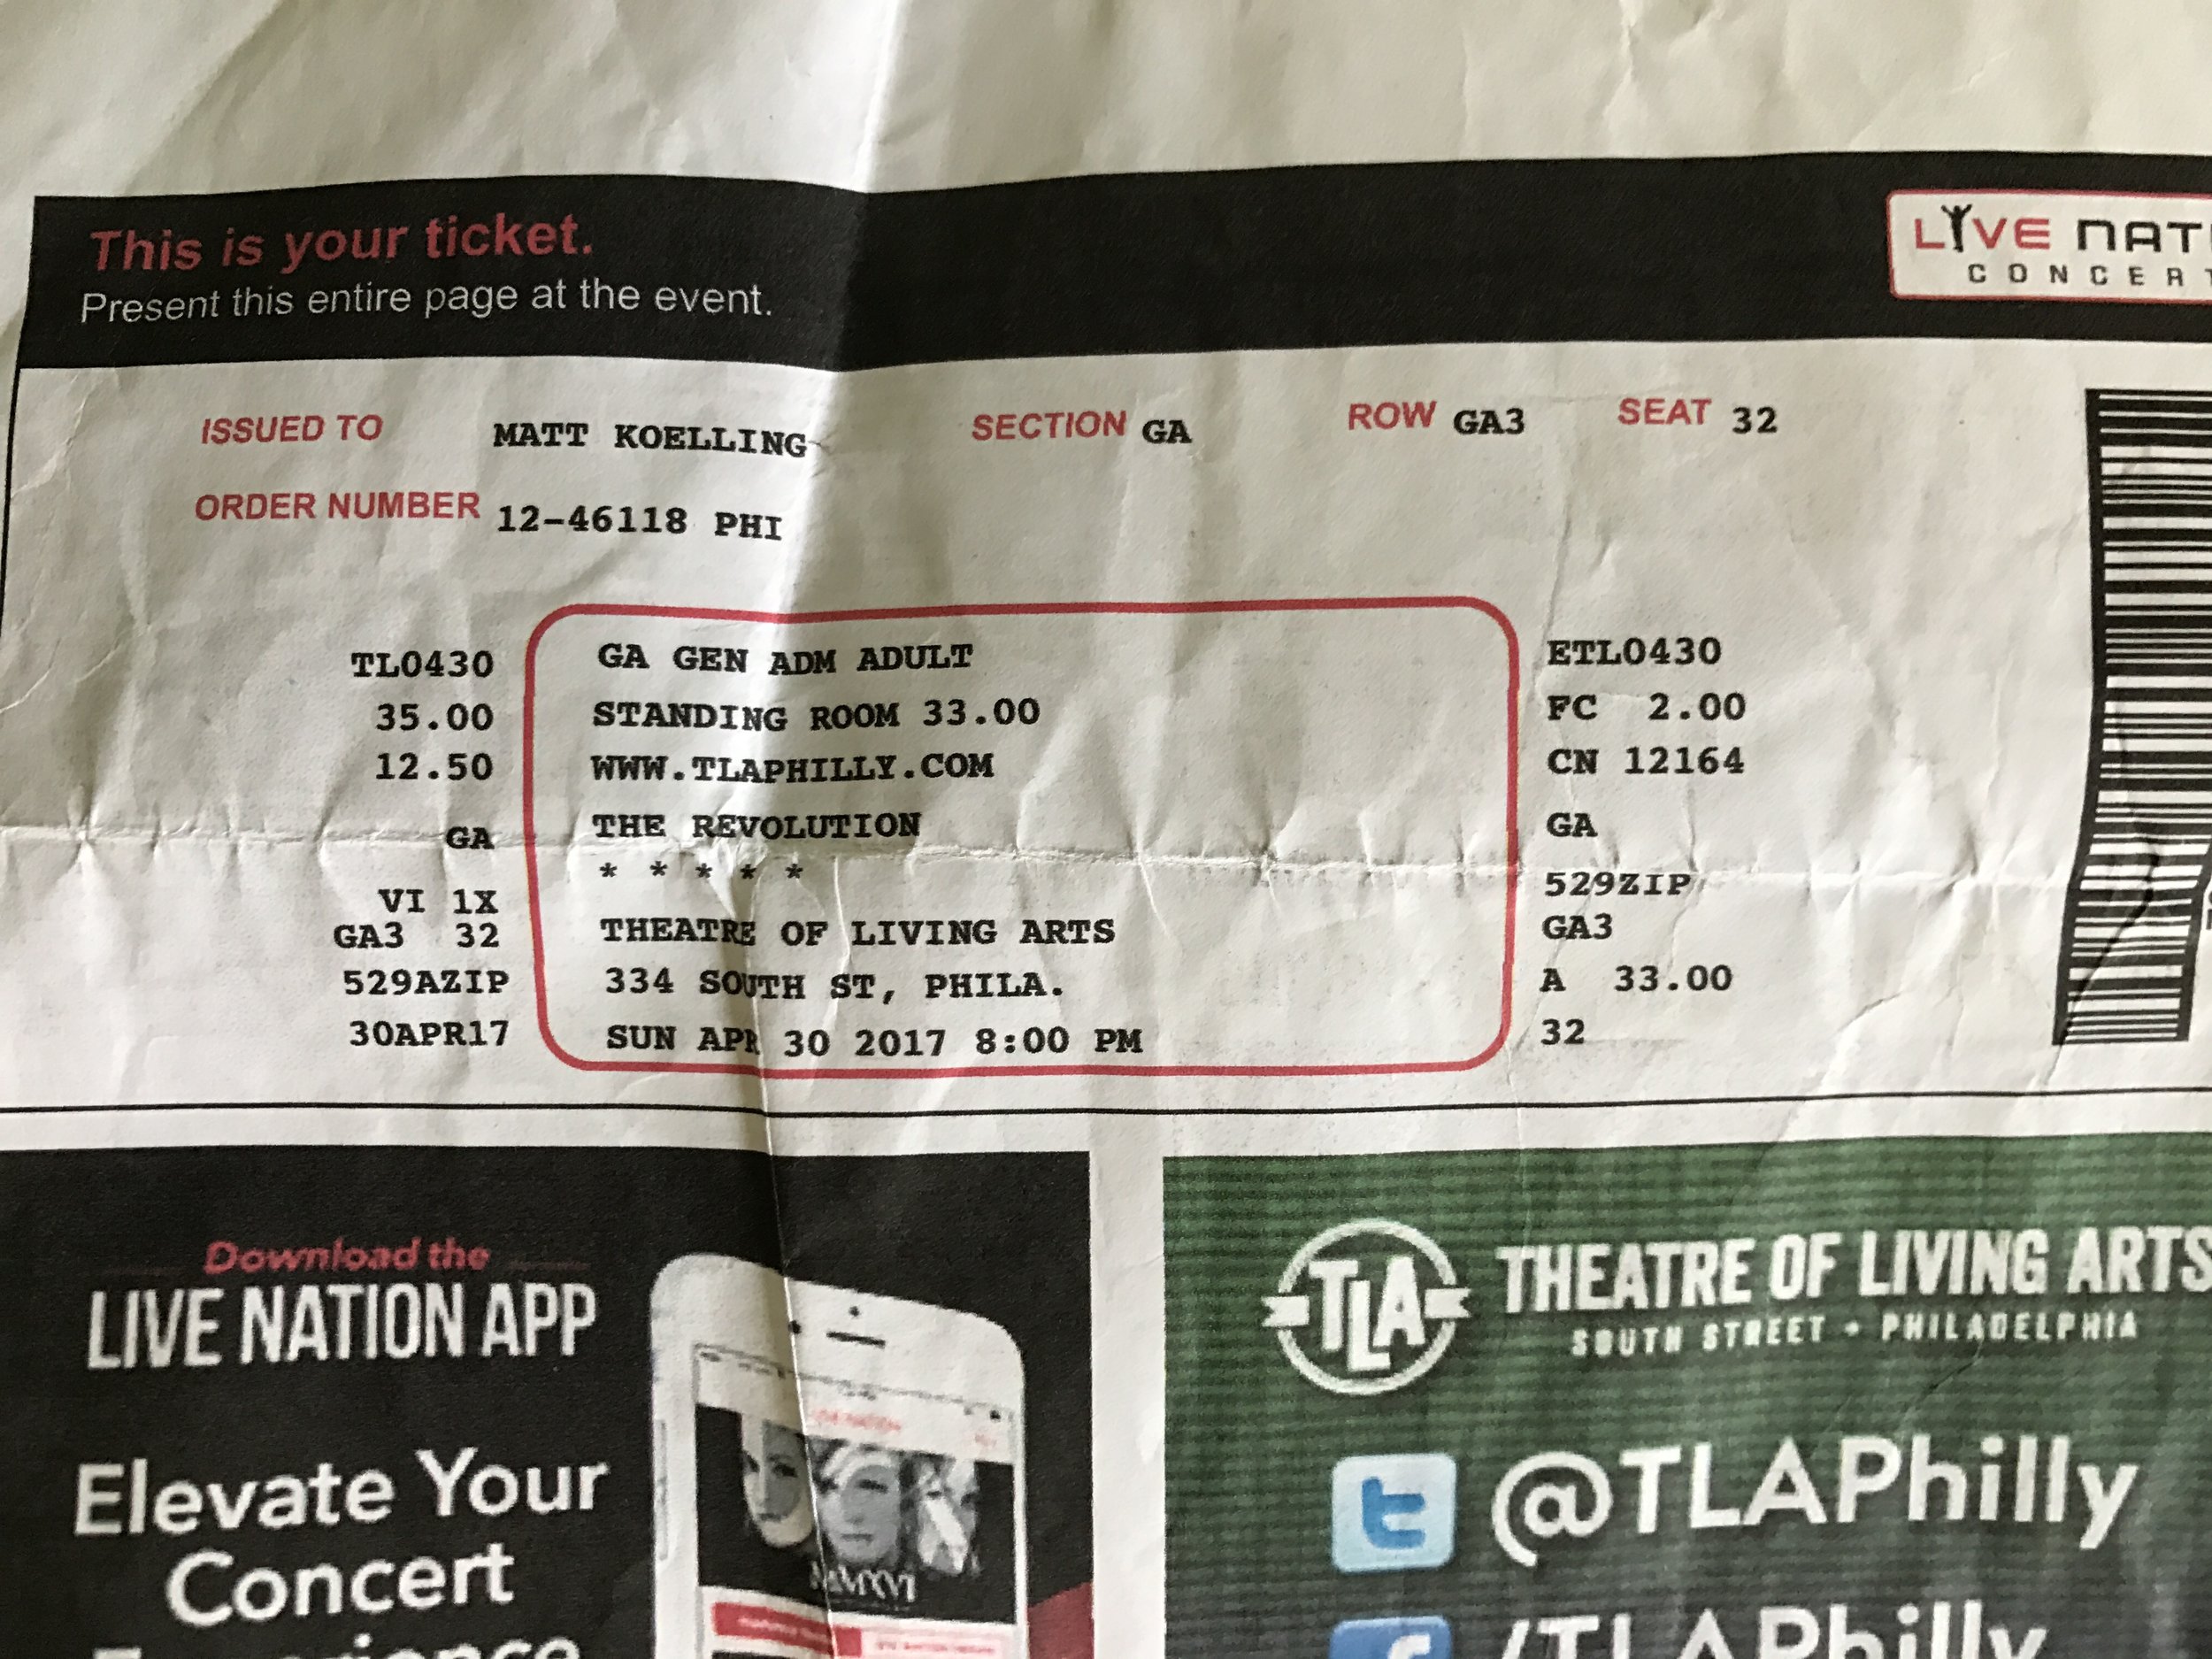 This is your ticket.
Present this entire page at the event.
LIVE NAT
CONCERT
ISSUED TO MATT KOELLING SECTION GA ROW GA3 SEAT 32
ORDER NUMBER 12-46118 PHI
TL0430 GA GEN ADM ADULT ETL0430
35.00 STANDING ROOM 33.00 FC 2.00
12.50 WWW.TLAPHILLY.COM CN 12164
GA THE REVOLUTION GA
* * * * *
VI 1X 529ZIP
GA3 32 THEATRE OF LIVING ARTS GA3
529AZIP 334 SOUTH ST, PHILA. A 33.00
30APR17 SUN APR 30 2017 8:00 PM 32
Download the
LIVE NATION APP
Elevate Your
Concert
Experience
TLA
THEATRE OF LIVING ARTS
SOUTH STREET • PHILADELPHIA
@TLAPhilly
/TLAPhilly